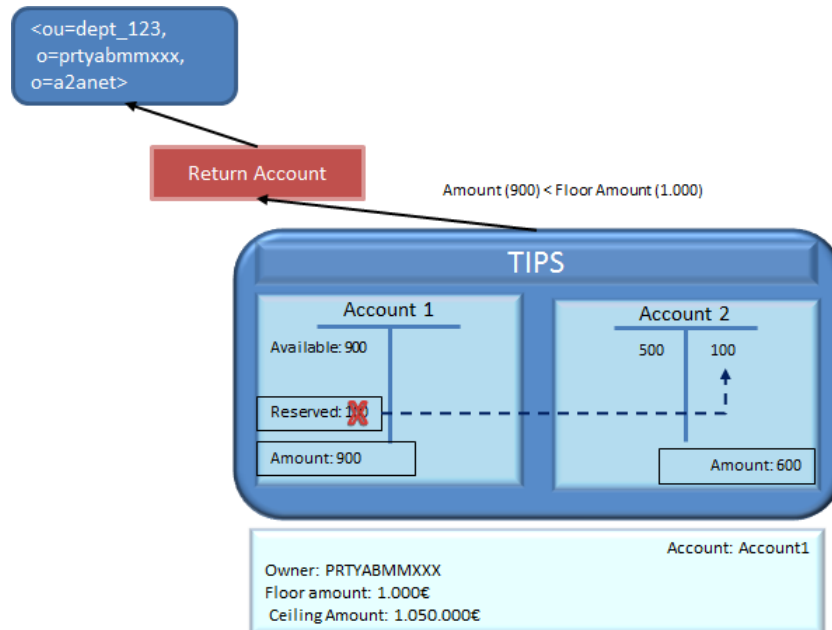 <ou=dept_123,
o=prtyabmmxxx,
o=a2anet>
Return Account
Amount (900) < Floor Amount (1.000)
TIPS
Account 1
Available: 900
Reserved:
Amount: 900
Account 2
500 100
Amount: 600
Account: Account1
Owner: PRTYABMMXXX
Floor amount: 1.000€
Ceiling Amount: 1.050.000€